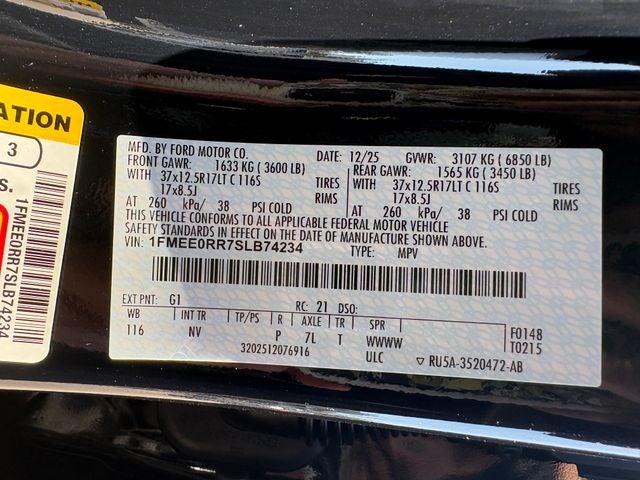 ATION
3
S.
1FMEE0RR7SLB74234
MFD. BY FORD MOTOR CO.
DATE: 12/25 GVWR: 3107 KG ( 6850 LB)
FRONT GAWR: 1633 KG ( 3600 LB) REAR GAWR: 1565 KG ( 3450 LB)
WITH 37x12.5R17LT C 116S TIRES WITH 37x12.5R17LT C 116S TIRES
17x8.5J RIMS 17x8.5J RIMS
AT 260 kPa/ 38 PSI COLD AT 260 kPa/ 38 PSI COLD
THIS VEHICLE CONFORMS TO ALL APPLICABLE FEDERAL MOTOR VEHICLE
SAFETY STANDARDS IN EFFECT ON THE DATE OF MANUFACTURE SHOWN ABOVE.
VIN: 1FMEE0RR7SLB74234 TYPE: MPV
EXT PNT: G1 RC: 21 DSO:
WB INT TR TP/PS R AXLE TR SPR F0148
116 NV P 7L T WWWW T0215
3202512076916 ULC ▽ RU5A-3520472-AB